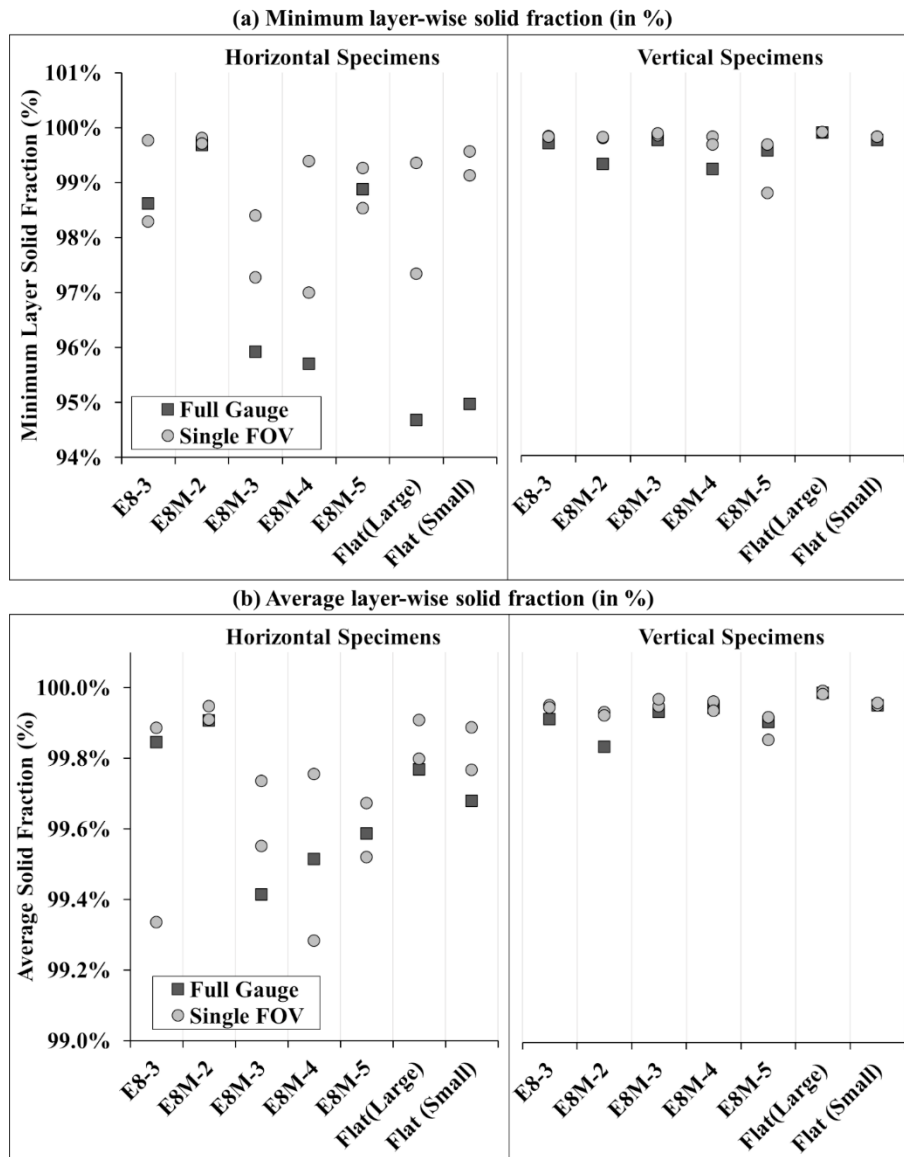 (a) Minimum layer-wise solid fraction (in %)
Horizontal Specimens
Vertical Specimens
Minimum Layer Solid Fraction (%)
101%
100%
99%
98%
97%
96%
95%
94%
Full Gauge
Single FOV
E8-3
E8M-2
E8M-3
E8M-4
E8M-5
Flat(Large)
Flat (Small)
E8-3
E8M-2
E8M-3
E8M-4
E8M-5
Flat(Large)
Flat (Small)
(b) Average layer-wise solid fraction (in %)
Horizontal Specimens
Vertical Specimens
Average Solid Fraction (%)
100.0%
99.8%
99.6%
99.4%
99.2%
99.0%
Full Gauge
Single FOV
E8-3
E8M-2
E8M-3
E8M-4
E8M-5
Flat(Large)
Flat (Small)
E8-3
E8M-2
E8M-3
E8M-4
E8M-5
Flat(Large)
Flat (Small)